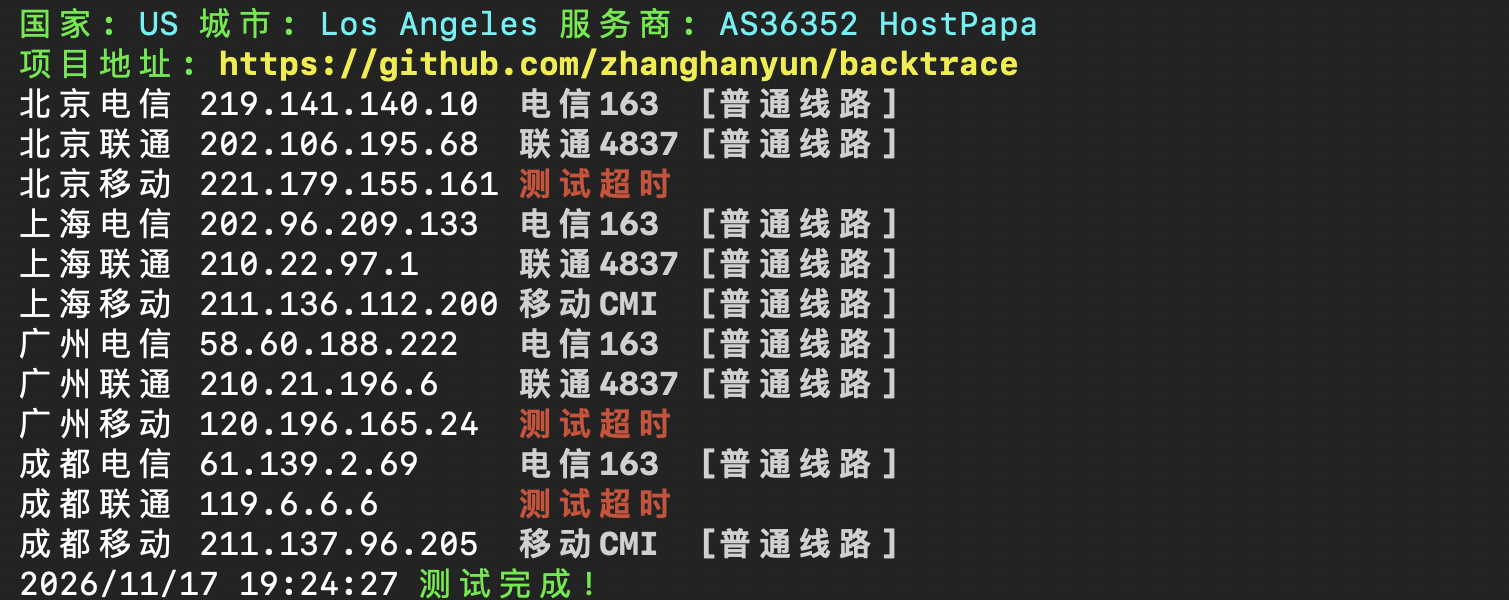 国家: US 城市: Los Angeles 服务商: AS36352 HostPapa
项目地址: https://github.com/zhanghanyun/backtrace
北京电信 219.141.140.10  电信163  [普通线路]
北京联通 202.106.195.68  联通4837 [普通线路]
北京移动 221.179.155.161 测试超时
上海电信 202.96.209.133  电信163  [普通线路]
上海联通 210.22.97.1     联通4837 [普通线路]
上海移动 211.136.112.200 移动CMI  [普通线路]
广州电信 58.60.188.222   电信163  [普通线路]
广州联通 210.21.196.6    联通4837 [普通线路]
广州移动 120.196.165.24  测试超时
成都电信 61.139.2.69     电信163  [普通线路]
成都联通 119.6.6.6       测试超时
成都移动 211.137.96.205  移动CMI  [普通线路]
2026/11/17 19:24:27 测试完成!